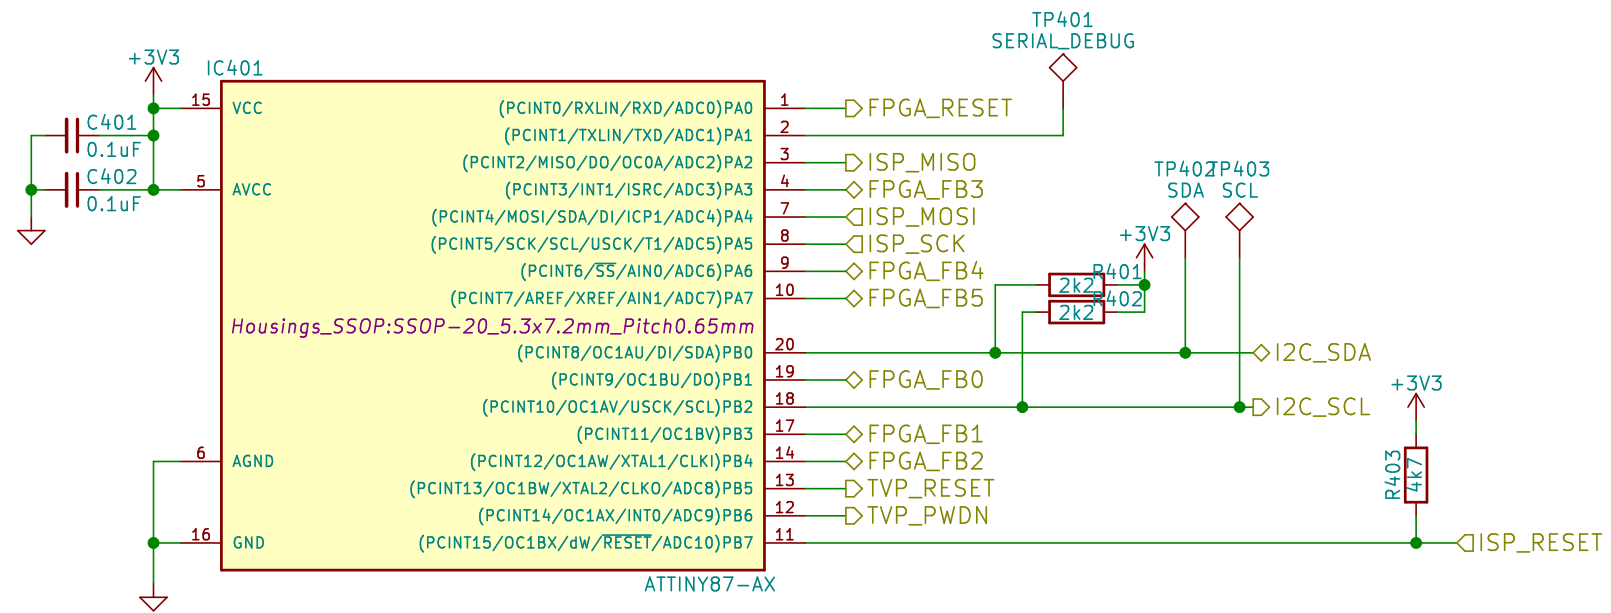 TP401
SERIAL_DEBUG
+3V3
IC401
15 VCC
(PCINT0/RXLIN/RXD/ADC0)PA0 1 FPGA_RESET
C401
0.1uF
(PCINT1/TXLIN/TXD/ADC1)PA1 2
(PCINT2/MISO/DO/OC0A/ADC2)PA2 3 ISP_MISO
C402
0.1uF
5 AVCC
(PCINT3/INT1/ISRC/ADC3)PA3 4 FPGA_FB3
(PCINT4/MOSI/SDA/DI/ICP1/ADC4)PA4 7 ISP_MOSI
(PCINT5/SCK/SCL/USCK/T1/ADC5)PA5 8 ISP_SCK
(PCINT6/SS/AIN0/ADC6)PA6 9 FPGA_FB4
(PCINT7/AREF/XREF/AIN1/ADC7)PA7 10 FPGA_FB5
TP402
SDA
TP403
SCL
+3V3
R401
2k2
R402
2k2
Housings_SSOP:SSOP-20_5.3x7.2mm_Pitch0.65mm
(PCINT8/OC1AU/DI/SDA)PB0 20 I2C_SDA
(PCINT9/OC1BU/DO)PB1 19 FPGA_FB0
(PCINT10/OC1AV/USCK/SCL)PB2 18 I2C_SCL
(PCINT11/OC1BV)PB3 17 FPGA_FB1
6 AGND
(PCINT12/OC1AW/XTAL1/CLKI)PB4 14 FPGA_FB2
(PCINT13/OC1BW/XTAL2/CLKO/ADC8)PB5 13 TVP_RESET
(PCINT14/OC1AX/INT0/ADC9)PB6 12 TVP_PWDN
+3V3
R403
4k7
16 GND
(PCINT15/OC1BX/dW/RESET/ADC10)PB7 11 ISP_RESET
ATTINY87-AX